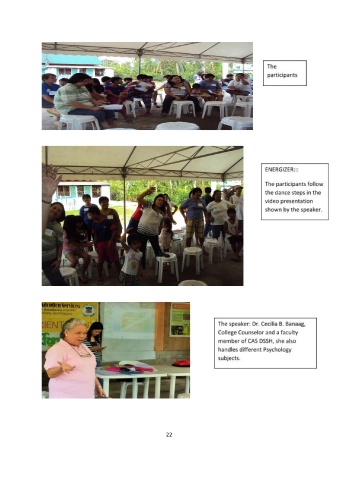 The
participants
ENERGIZER:
The participants follow
the dance steps in the
video presentation
shown by the speaker.
The speaker: Dr. Cecilia B. Banaag,
College Counselor and a faculty
member of CAS DSSH, she also
handles different Psychology
subjects.
22